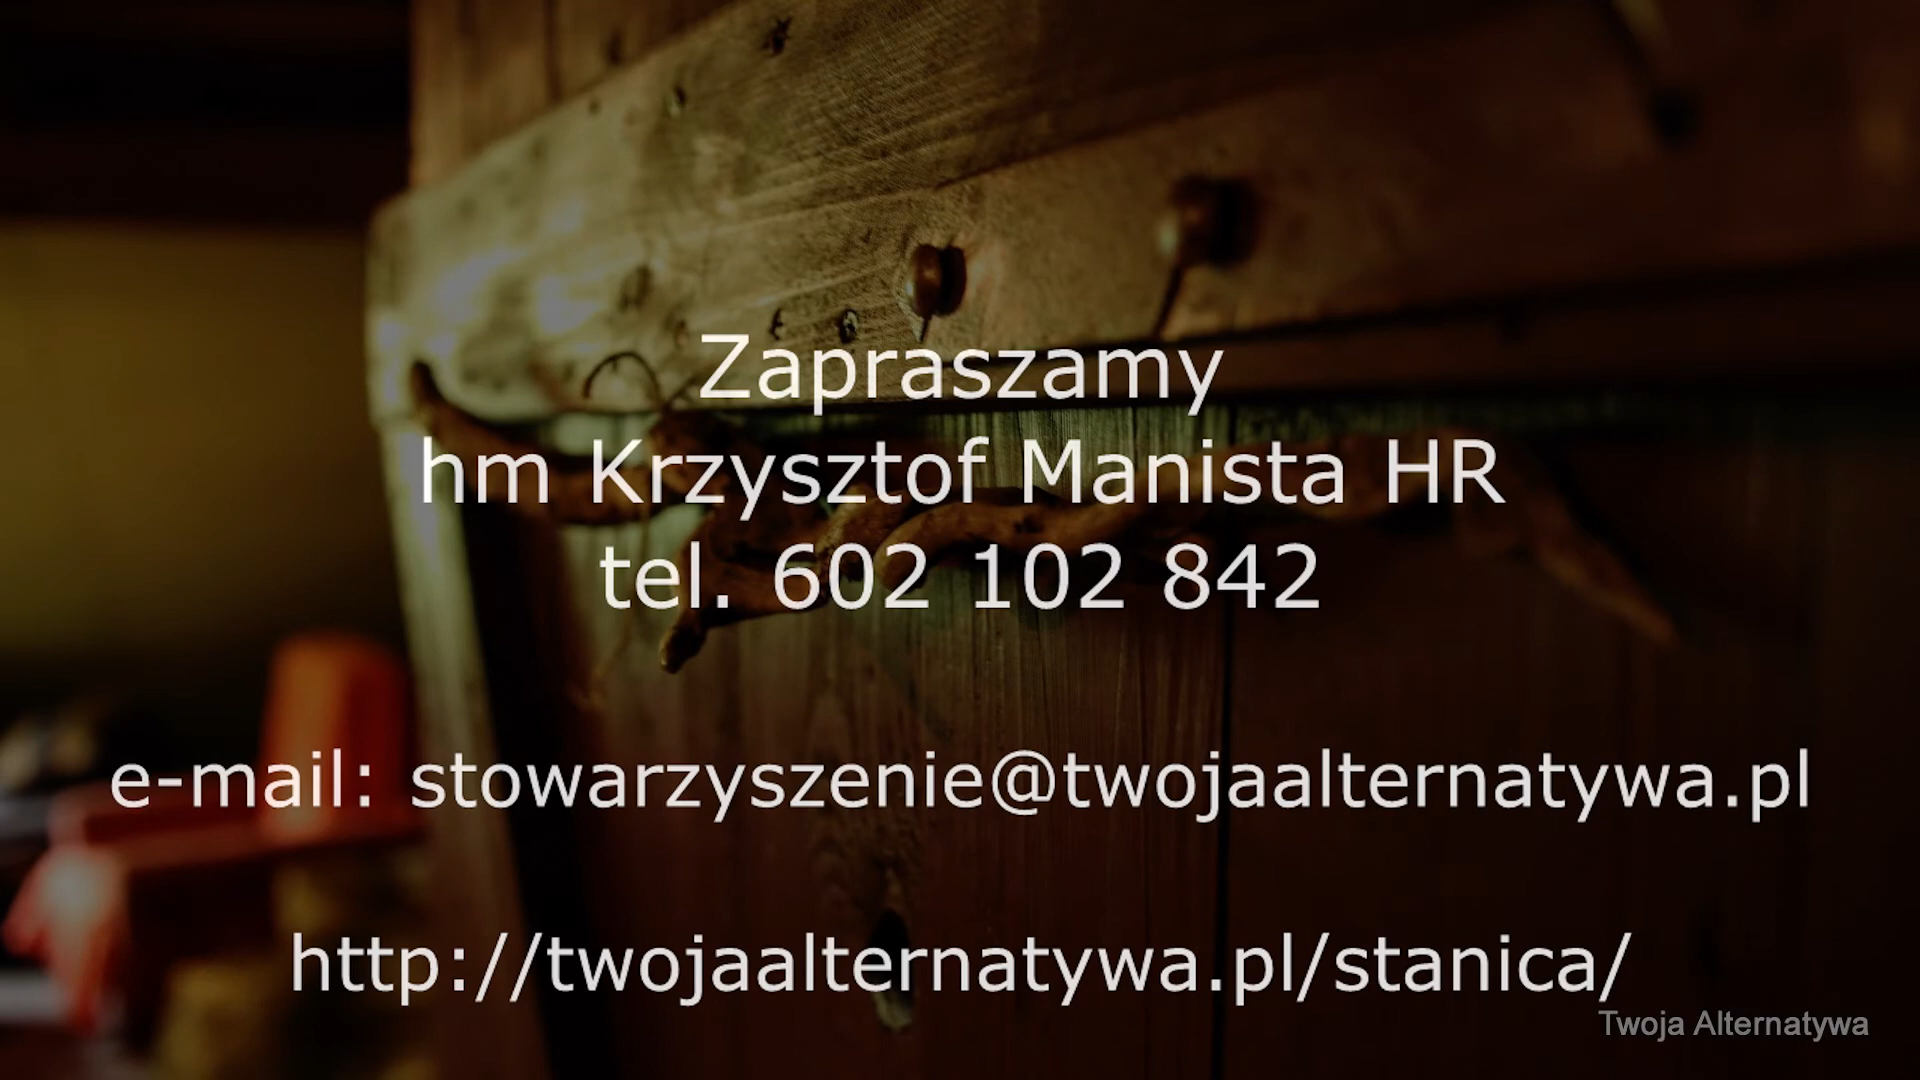 Zapraszamy
hm Krzysztof Manista HR
tel. 602 102 842
e-mail: stowarzyszenie@twojaalternatywa.pl
http://twojaalternatywa.pl/stanica/
Twoja Alternatywa